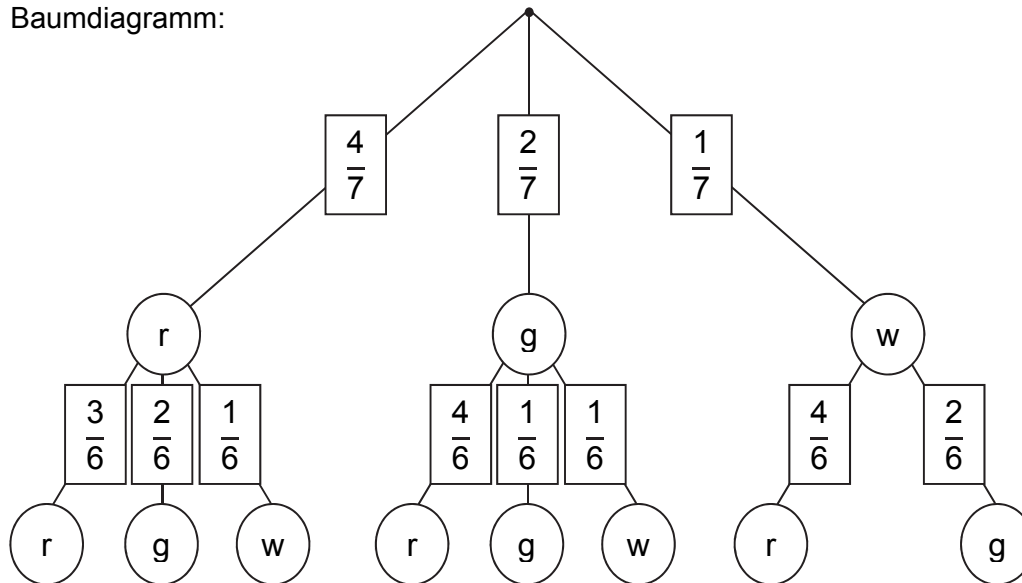 Baumdiagramm:
4/7 2/7 1/7
r g w
3/6 2/6 1/6 4/6 1/6 1/6 4/6 2/6
r g w r g w r g